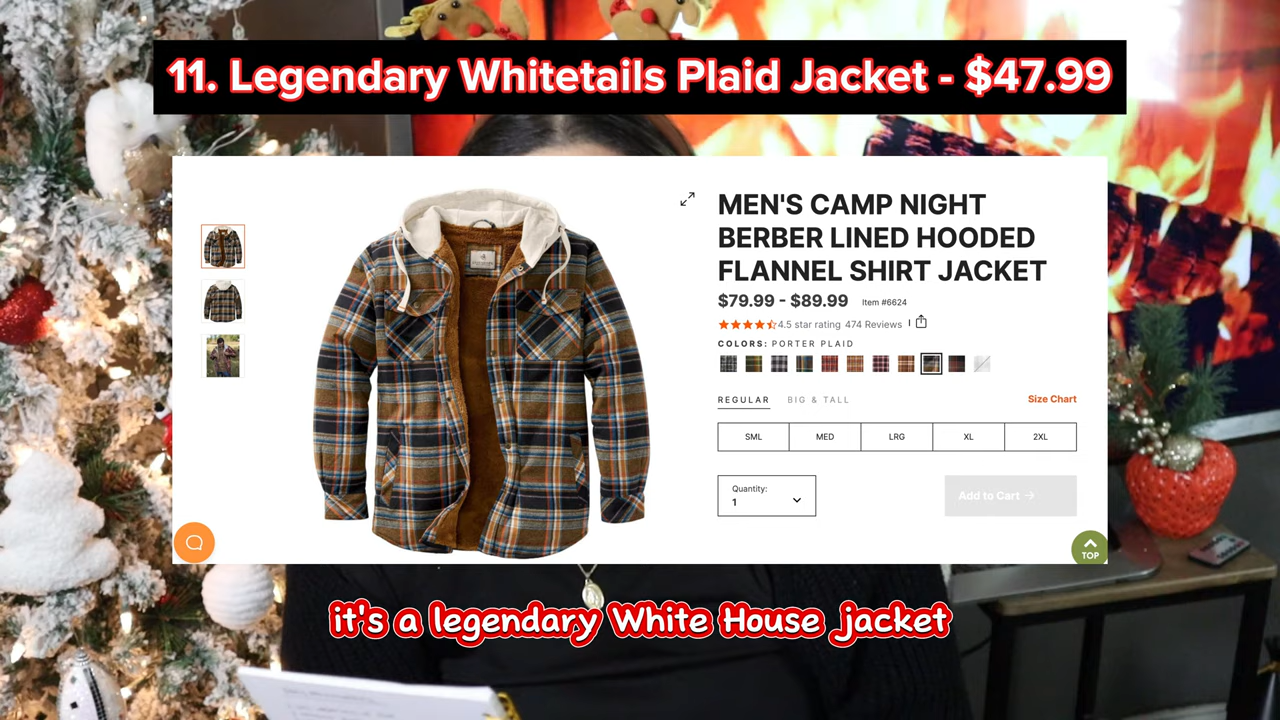 11. Legendary Whitetails Plaid Jacket - $47.99
MEN'S CAMP NIGHT
BERBER LINED HOODED
FLANNEL SHIRT JACKET
$79.99 - $89.99 Item #6624
4.5 star rating 474 Reviews
COLORS: PORTER PLAID
REGULAR BIG & TALL Size Chart
SML MED LRG XL 2XL
Quantity:
1
Add to Cart →
TOP
it's a legendary White House jacket